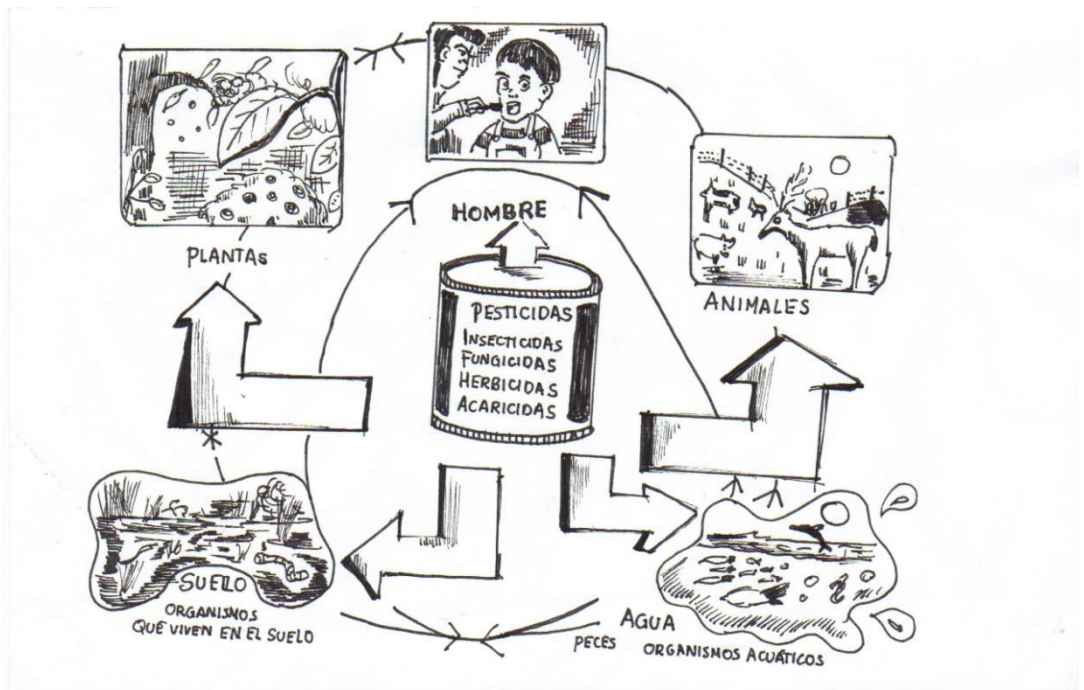 HOMBRE
PLANTAS
ANIMALES
PESTICIDAS
INSECTICIDAS
FUNGICIDAS
HERBICIDAS
ACARICIDAS
SUELO
ORGANISMOS
QUE VIVEN EN EL SUELO
AGUA
PECES
ORGANISMOS ACUÁTICOS